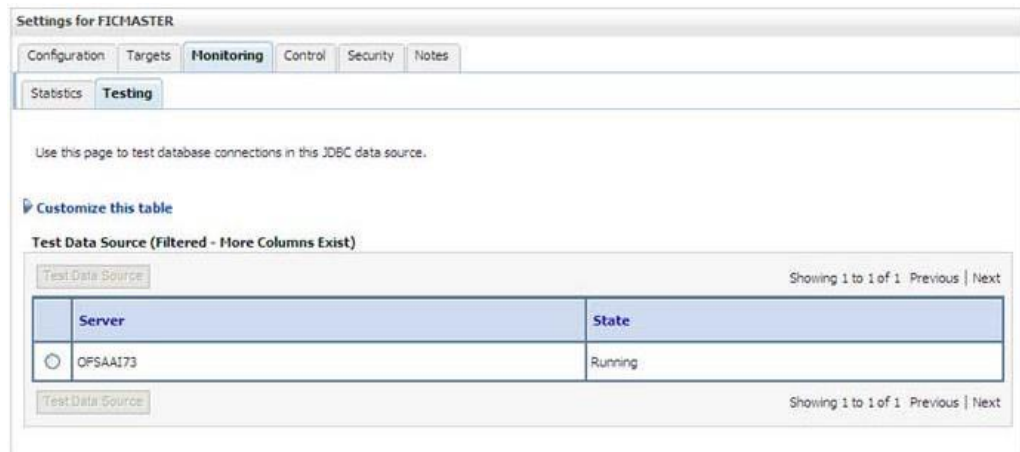 Settings for FICMASTER
Configuration Targets Monitoring Control Security Notes
Statistics Testing
Use this page to test database connections in this JDBC data source.
Customize this table
Test Data Source (Filtered - More Columns Exist)
Test Data Source Showing 1 to 1 of 1 Previous | Next
Server State
OFSAAI73 Running
Test Data Source Showing 1 to 1 of 1 Previous | Next